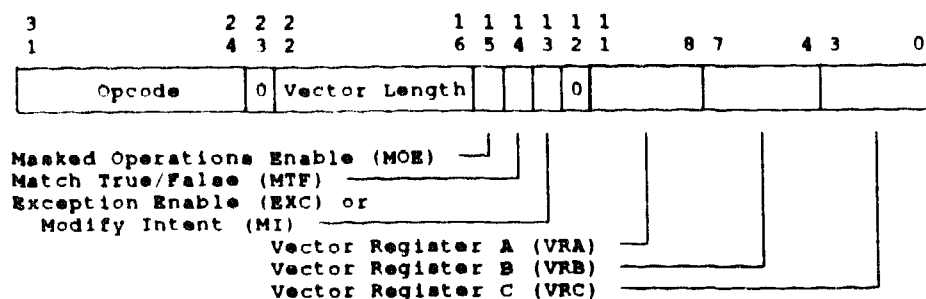 3 2 2 2 1 1 1 1 1 1
1 4 3 2 6 5 4 3 2 1 8 7 4 3 0
Opcode 0 Vector Length 0
Masked Operations Enable (MOE)
Match True/False (MTF)
Exception Enable (EXC) or
Modify Intent (MI)
Vector Register A (VRA)
Vector Register B (VRB)
Vector Register C (VRC)